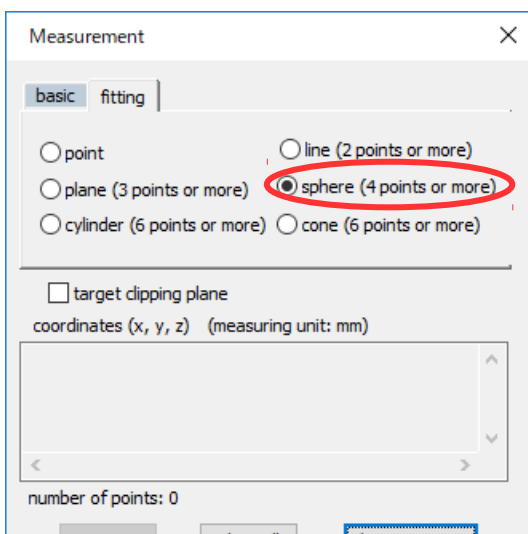 Measurement
basic fitting
point
line (2 points or more)
plane (3 points or more)
sphere (4 points or more)
cylinder (6 points or more)
cone (6 points or more)
target clipping plane
coordinates (x, y, z) (measuring unit: mm)
number of points: 0